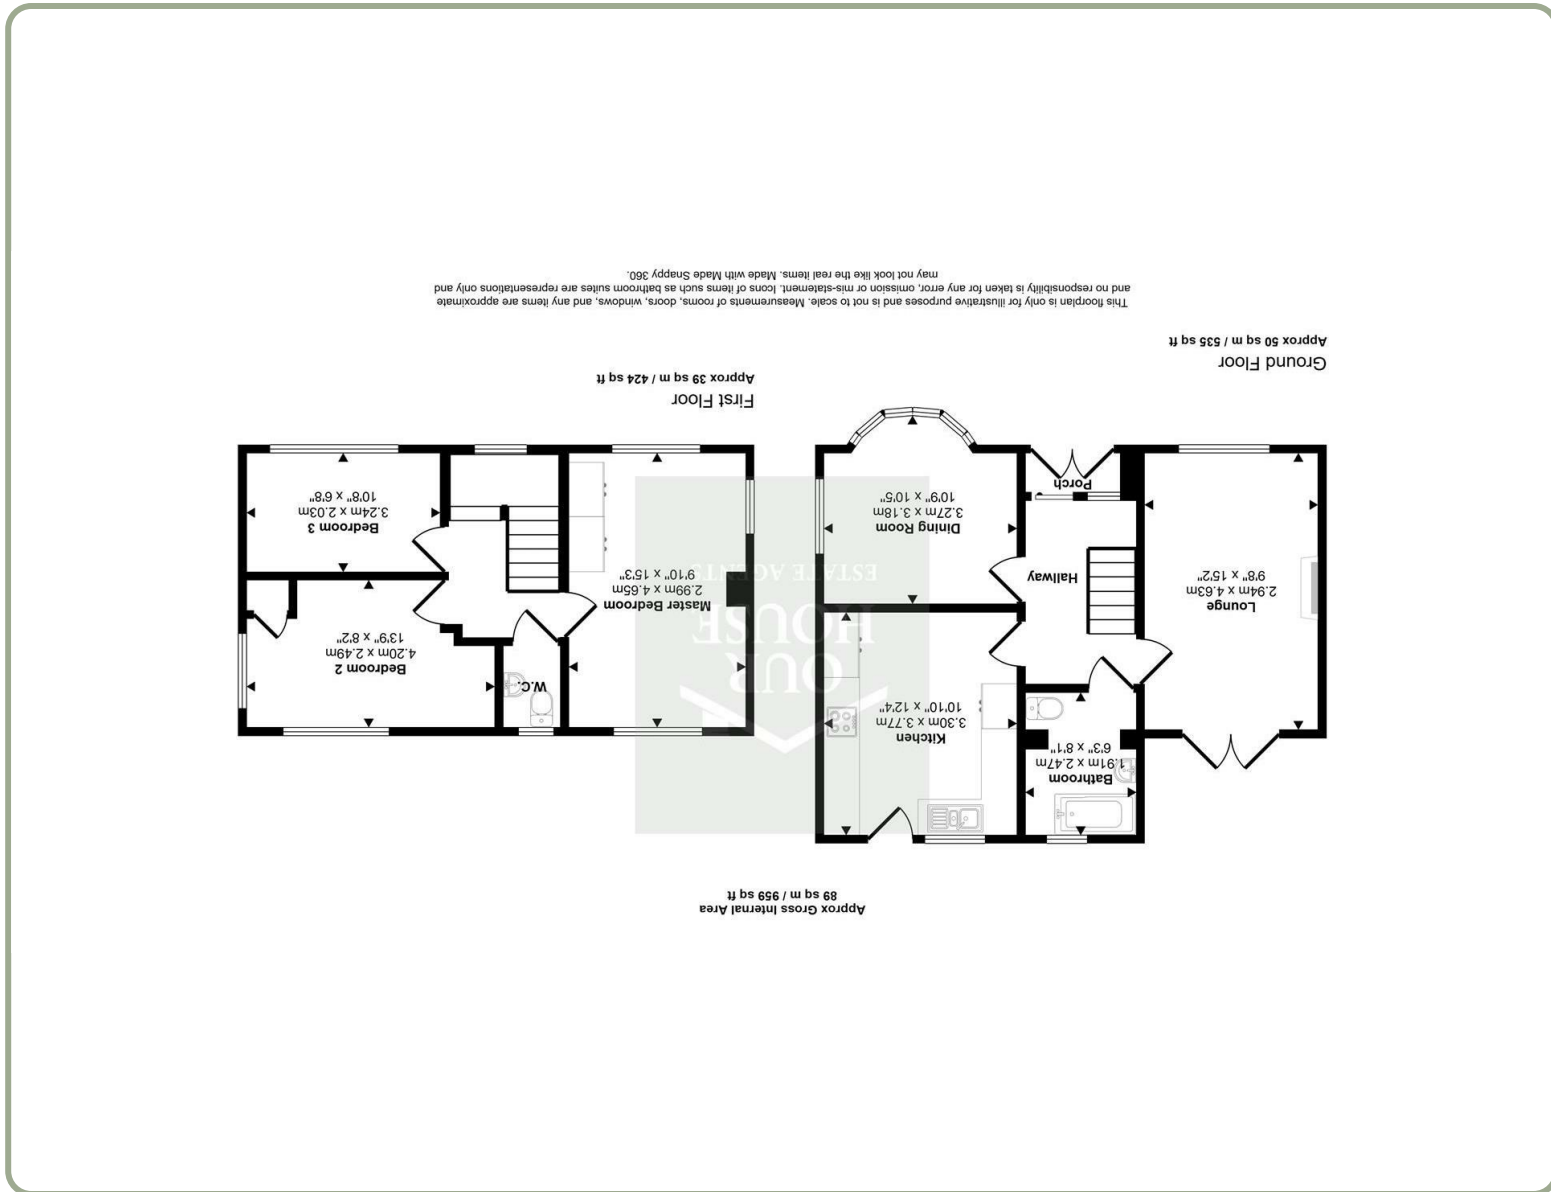 Approx Gross Internal Area
89 sq m / 959 sq ft
Lounge
2.94m x 4.63m
9'8" x 15'2"
Bathroom
1.91m x 2.47m
6'3" x 8'1"
Kitchen
3.30m x 3.77m
10'10" x 12'4"
Hallway
Porch
Dining Room
3.27m x 3.18m
10'9" x 10'5"
Ground Floor
Approx 50 sq m / 535 sq ft
Master Bedroom
2.99m x 4.65m
9'10" x 15'3"
W.C.
Bedroom 2
4.20m x 2.49m
13'9" x 8'2"
Bedroom 3
3.24m x 2.03m
10'8" x 6'8"
First Floor
Approx 39 sq m / 424 sq ft
OUR
HOUSE
ESTATE AGENTS
This floorplan is only for illustrative purposes and is not to scale. Measurements of rooms, doors, windows, and any items are approximate
and no responsibility is taken for any error, omission or mis-statement. Icons of items such as bathroom suites are representations only and
may not look like the real items. Made with Made Snappy 360.